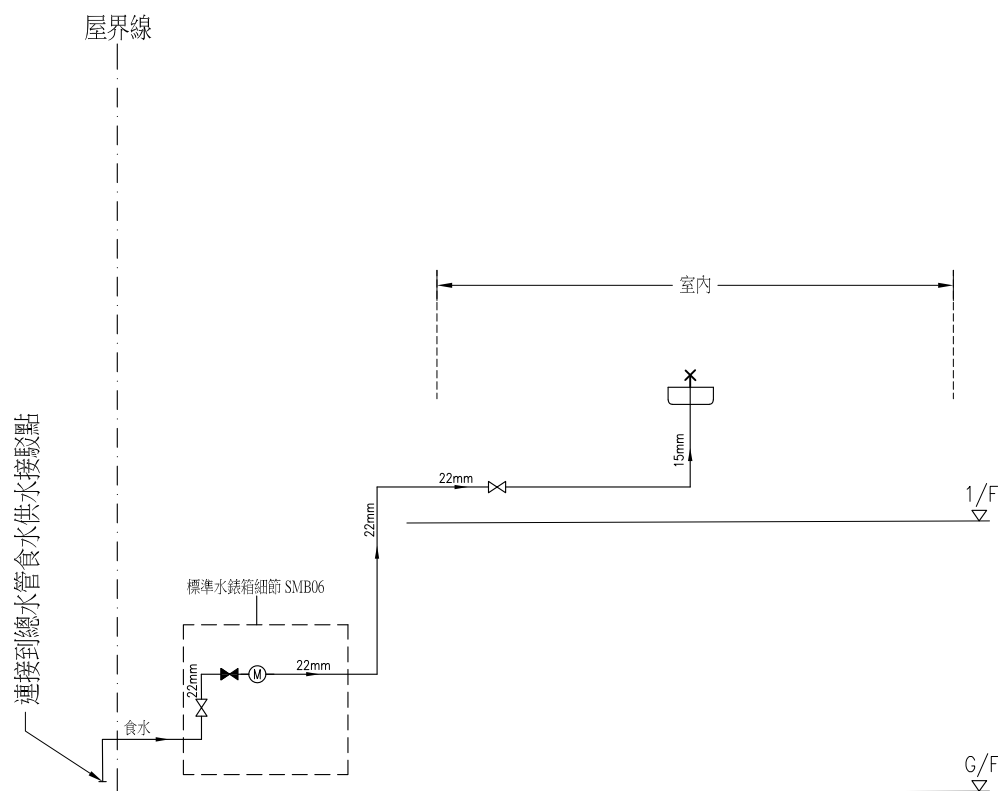 屋界線
室內
15mm
22mm
1/F
22mm
連接到總水管食水供水接駁點
標準水錶箱細節 SMB06
22mm
M
22mm
食水
G/F